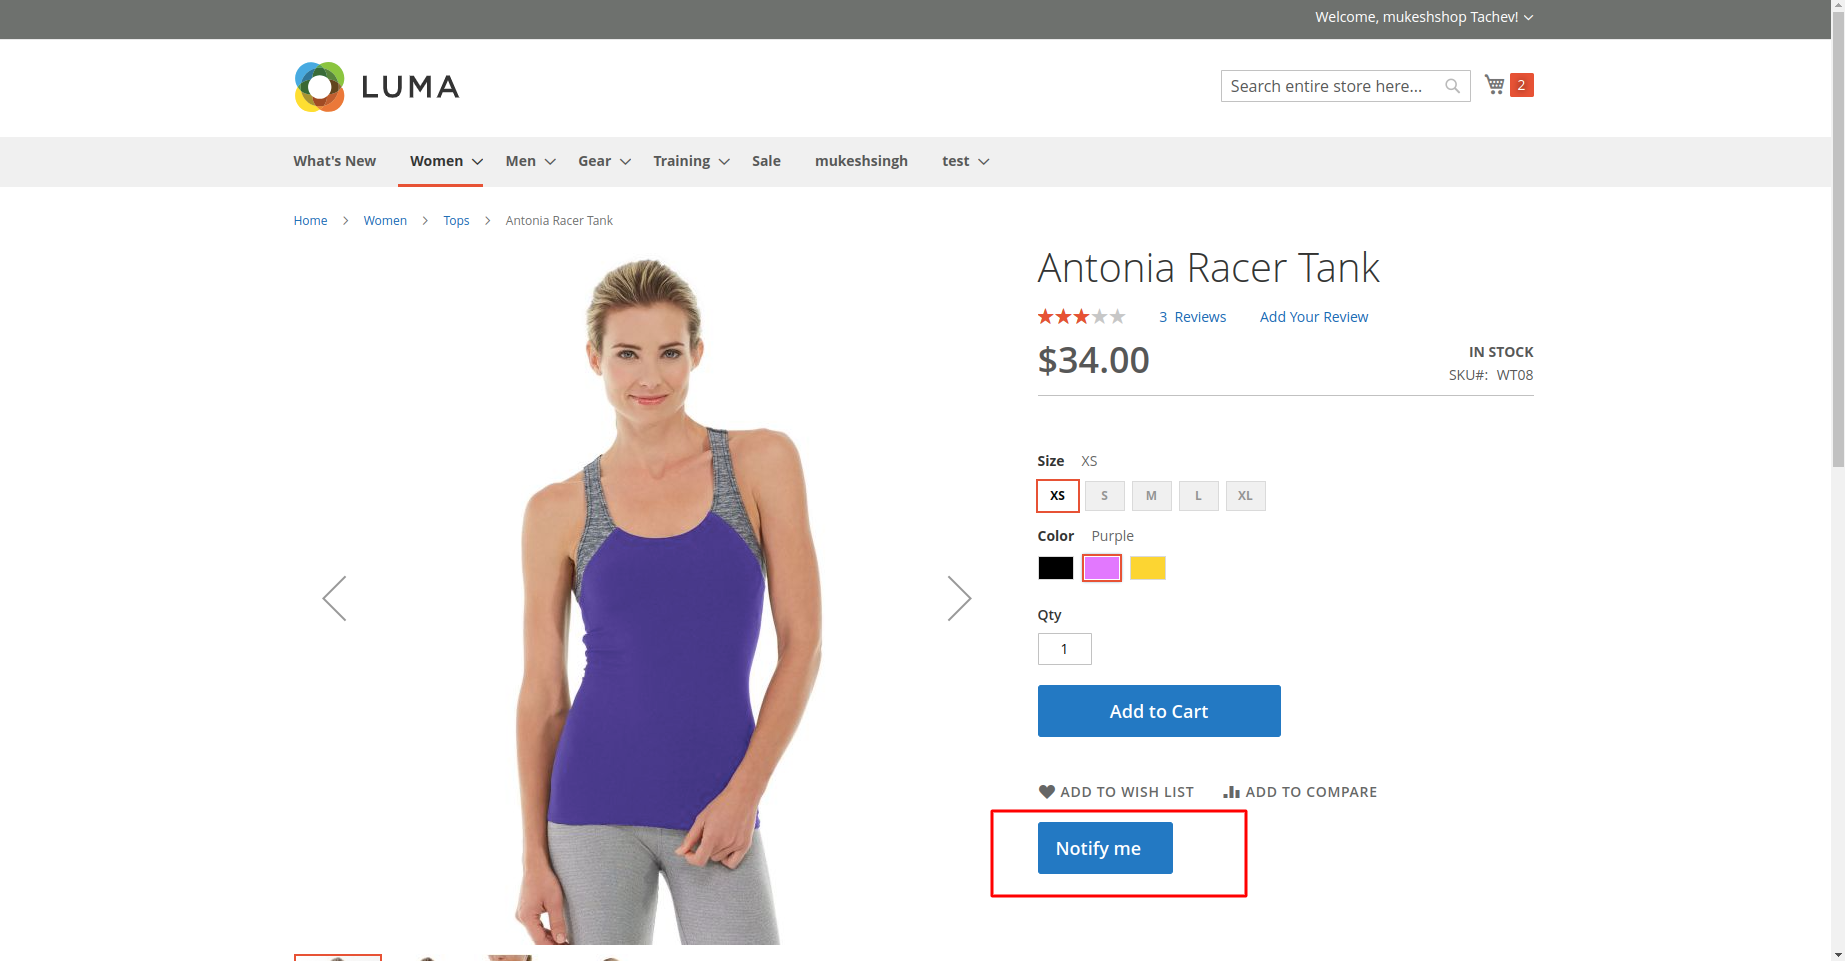 Welcome, mukeshshop Tachev!
LUMA
Search entire store here...
2
What's New Women Men Gear Training Sale mukeshsingh test
Home Women Tops Antonia Racer Tank
Antonia Racer Tank
3 Reviews Add Your Review
$34.00
IN STOCK
SKU#: WT08
Size XS
XS S M L XL
Color Purple
Qty
1
Add to Cart
ADD TO WISH LIST ADD TO COMPARE
Notify me